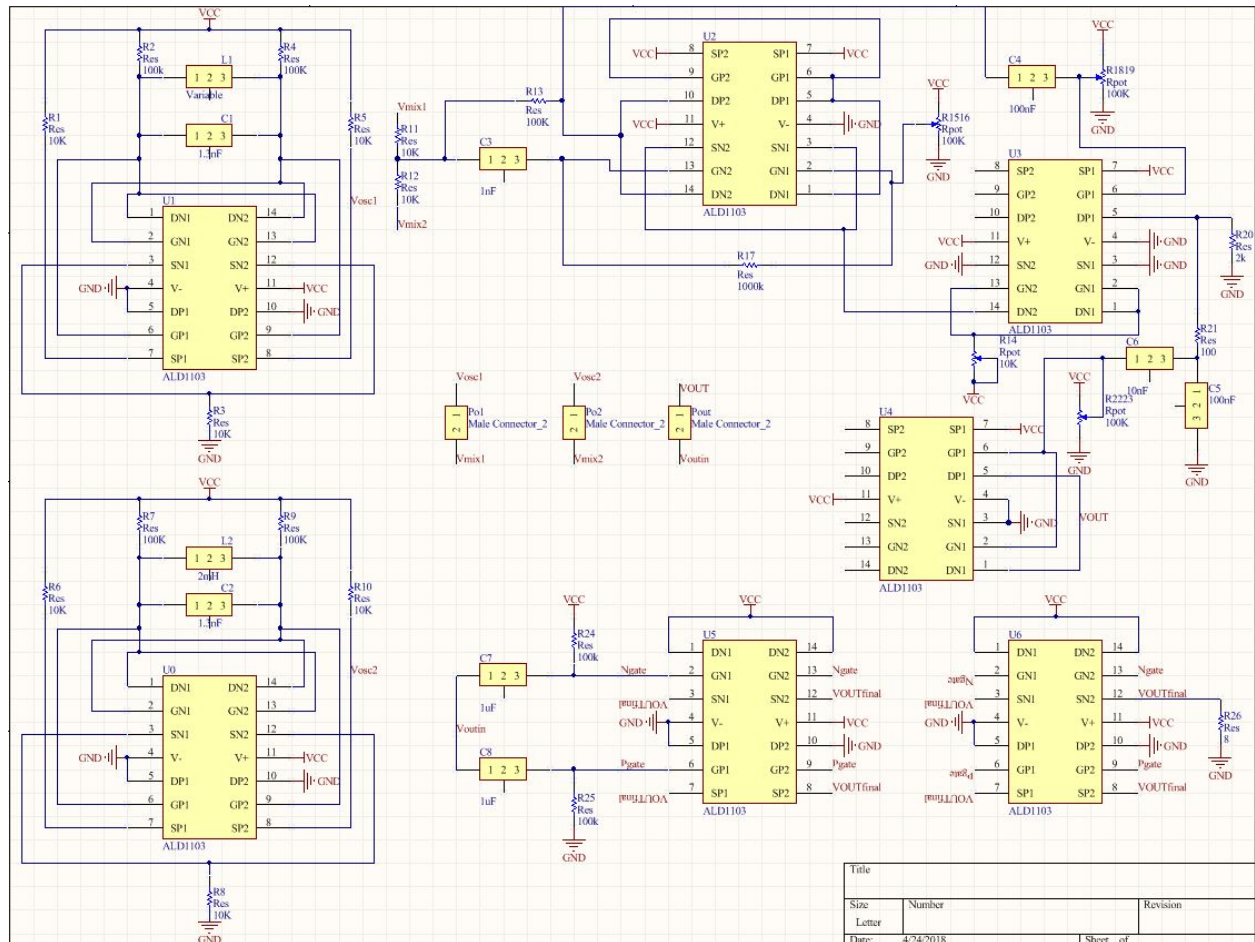 VCC
R2
Res
100k
R4
Res
100K
L1
1 2 3
Variable
C1
1 2 3
1.3nF
R1
Res
10K
R5
Res
10K
Vosc1
U1
1 DN1 DN2 14
2 GN1 GN2 13
3 SN1 SN2 12
GND 4 V- V+ 11 VCC
5 DP1 DP2 10 GND
6 GP1 GP2 9
7 SP1 SP2 8
ALD1103
R3
Res
10K
GND
Vmix1
R11
Res
10K
R12
Res
10K
Vmix2
R13
Res
100K
C3
1 2 3
1nF
U2
VCC 8 SP2 SP1 7 VCC
9 GP2 GP1 6
10 DP2 DP1 5
VCC 11 V+ V- 4 GND
12 SN2 SN1 3
13 GN2 GN1 2
14 DN2 DN1 1
ALD1103
R17
Res
1000k
VCC
R1516
Rpot
100K
GND
C4
1 2 3
100nF
VCC
R1819
Rpot
100K
GND
U3
8 SP2 SP1 7 VCC
9 GP2 GP1 6
10 DP2 DP1 5
VCC 11 V+ V- 4 GND
GND 12 SN2 SN1 3 GND
13 GN2 GN1 2
14 DN2 DN1 1
ALD1103
R20
Res
2k
GND
R21
Res
100
R14
Rpot
10K
VCC
C6
1 2 3
10nF
C5
100nF
3 2 1
GND
VCC
R2223
Rpot
100K
GND
Vosc1
Po1
Male Connector_2
2 1
Vmix1
Vosc2
Po2
Male Connector_2
2 1
Vmix2
VOUT
Pout
Male Connector_2
2 1
Voutin
U4
8 SP2 SP1 7 VCC
9 GP2 GP1 6
10 DP2 DP1 5
VCC 11 V+ V- 4
12 SN2 SN1 3 GND
13 GN2 GN1 2
14 DN2 DN1 1
ALD1103
VOUT
VCC
R7
Res
100K
R9
Res
100K
L2
1 2 3
2mH
C2
1 2 3
1.3nF
R6
Res
10K
R10
Res
10K
Vosc2
U0
1 DN1 DN2 14
2 GN1 GN2 13
3 SN1 SN2 12
GND 4 V- V+ 11 VCC
5 DP1 DP2 10 GND
6 GP1 GP2 9
7 SP1 SP2 8
ALD1103
R8
Res
10K
GND
VCC
R24
Res
100k
C7
1 2 3
1uF
Voutin
C8
1 2 3
1uF
R25
Res
100k
GND
VCC
U5
1 DN1 DN2 14
Ngate 2 GN1 GN2 13 Ngate
VOUTfinal 3 SN1 SN2 12 VOUTfinal
GND 4 V- V+ 11 VCC
5 DP1 DP2 10 GND
Pgate 6 GP1 GP2 9 Pgate
VOUTfinal 7 SP1 SP2 8 VOUTfinal
ALD1103
VCC
U6
1 DN1 DN2 14
Ngate 2 GN1 GN2 13 Ngate
VOUTfinal 3 SN1 SN2 12 VOUTfinal
GND 4 V- V+ 11 VCC
5 DP1 DP2 10 GND
Pgate 6 GP1 GP2 9 Pgate
VOUTfinal 7 SP1 SP2 8 VOUTfinal
ALD1103
R26
Res
8
GND
Title
Size Number Revision
Letter
Date: 4/24/2018 Sheet of